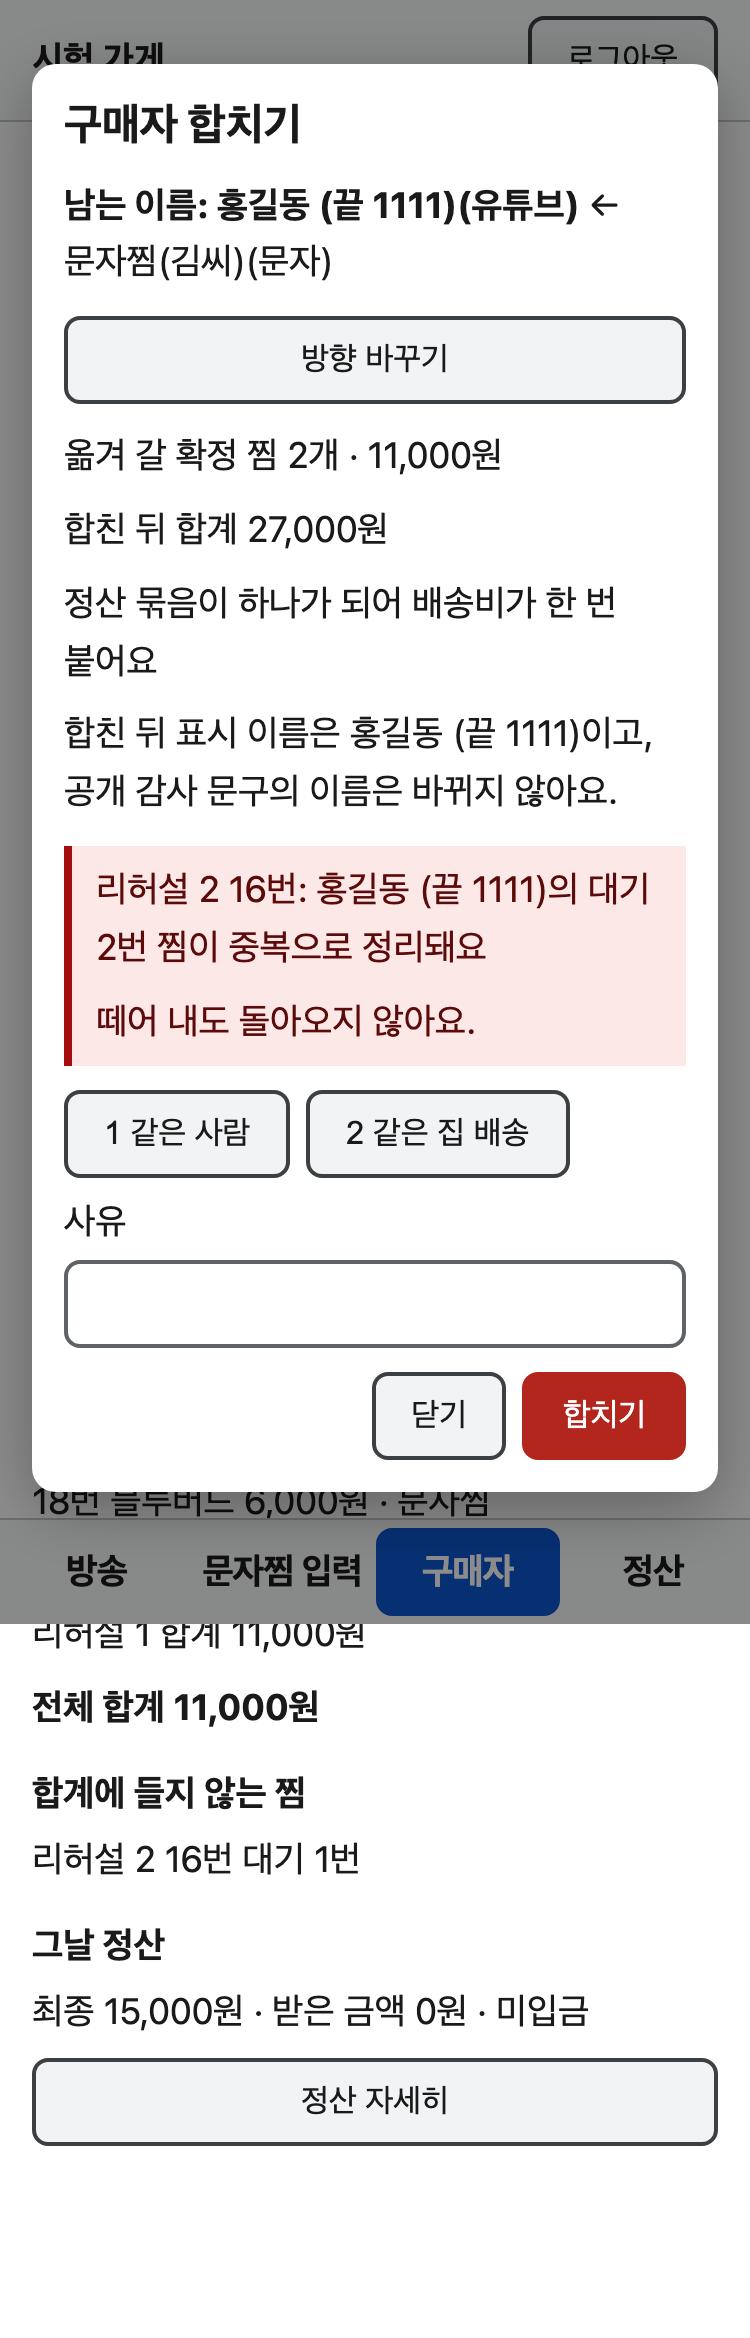 시험 가게
로그아웃
구매자 합치기
남는 이름: 홍길동 (끝 1111)(유튜브) ←
문자찜(김씨)(문자)
방향 바꾸기
옮겨 갈 확정 찜 2개 · 11,000원
합친 뒤 합계 27,000원
정산 묶음이 하나가 되어 배송비가 한 번
붙어요
합친 뒤 표시 이름은 홍길동 (끝 1111)이고,
공개 감사 문구의 이름은 바뀌지 않아요.
리허설 2 16번: 홍길동 (끝 1111)의 대기
2번 찜이 중복으로 정리돼요
떼어 내도 돌아오지 않아요.
1 같은 사람 2 같은 집 배송
사유
닫기 합치기
18번 블루버드 6,000원 · 문자찜
방송 문자찜 입력 구매자 정산
리허설 1 합계 11,000원
전체 합계 11,000원
합계에 들지 않는 찜
리허설 2 16번 대기 1번
그날 정산
최종 15,000원 · 받은 금액 0원 · 미입금
정산 자세히